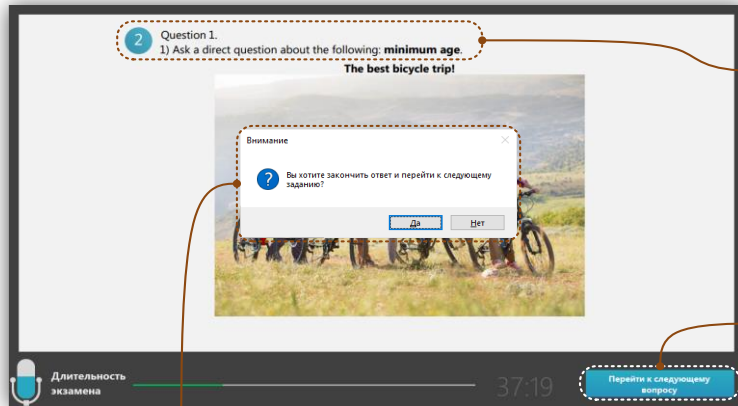 2
Question 1.
1) Ask a direct question about the following: minimum age.
The best bicycle trip!
Внимание
?
Вы хотите закончить ответ и перейти к следующему
заданию?
Да
Нет
Длительность
экзамена
37:19
Перейти к следующему
вопросу